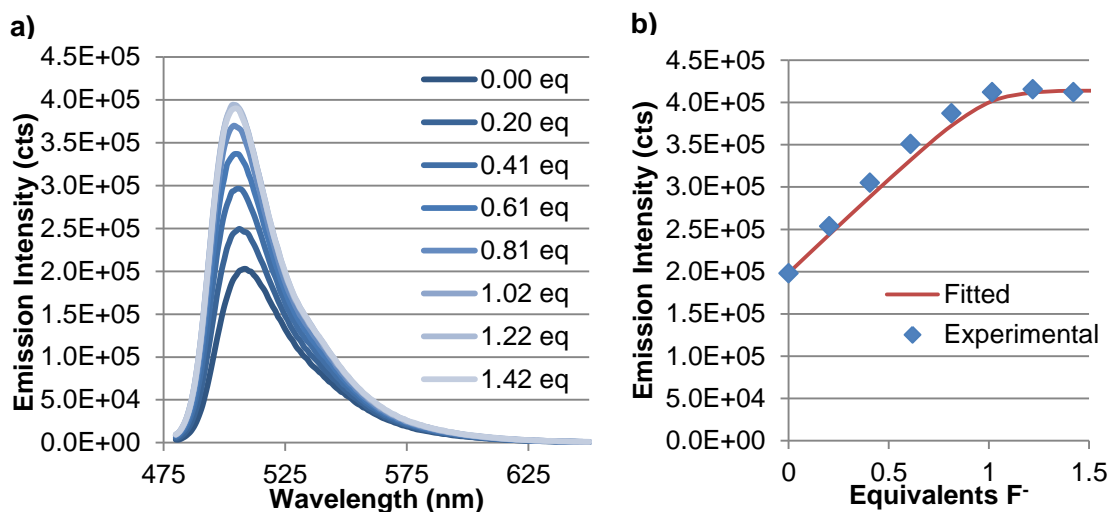 a)
Emission Intensity (cts)
4.5E+05
4.0E+05
3.5E+05
3.0E+05
2.5E+05
2.0E+05
1.5E+05
1.0E+05
5.0E+04
0.0E+00
475
525
575
625
Wavelength (nm)
0.00 eq
0.20 eq
0.41 eq
0.61 eq
0.81 eq
1.02 eq
1.22 eq
1.42 eq
b)
Emission Intensity (cts)
4.5E+05
4.0E+05
3.5E+05
3.0E+05
2.5E+05
2.0E+05
1.5E+05
1.0E+05
5.0E+04
0.0E+00
0
0.5
1
1.5
Equivalents F-
Fitted
Experimental